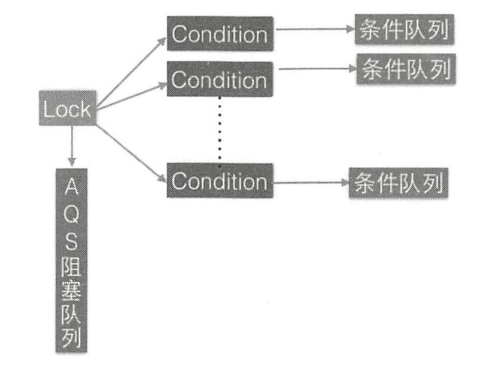 Condition
条件队列
Condition
条件队列
Lock
Condition
条件队列
A
Q
S
阻
塞
队
列